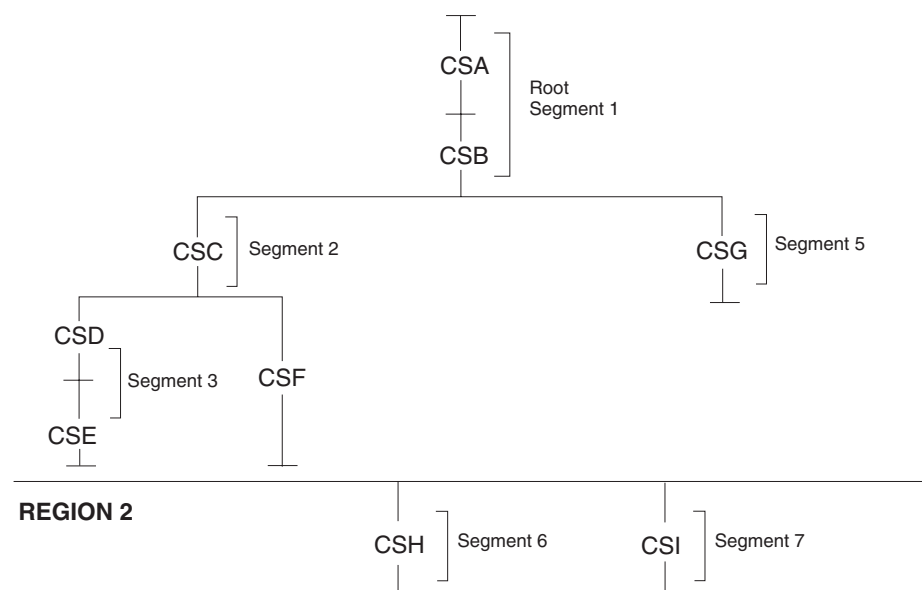 CSA
Root
Segment 1
CSB
CSC
Segment 2
CSG
Segment 5
CSD
Segment 3
CSF
CSE
REGION 2
CSH
Segment 6
CSI
Segment 7